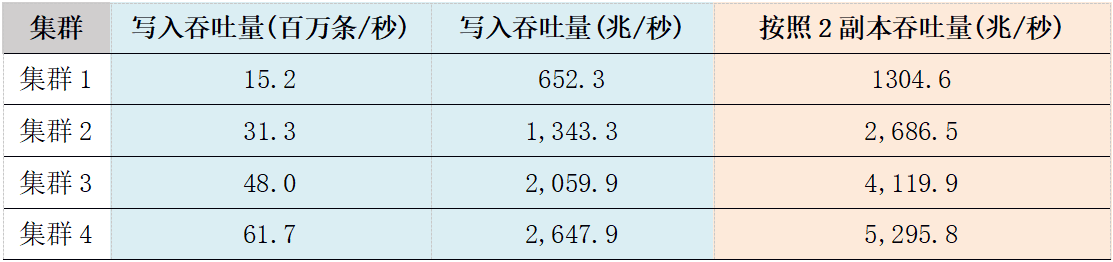 集群 写入吞吐量(百万条/秒) 写入吞吐量(兆/秒) 按照2副本吞吐量(兆/秒)
集群1 15.2 652.3 1304.6
集群2 31.3 1,343.3 2,686.5
集群3 48.0 2,059.9 4,119.9
集群4 61.7 2,647.9 5,295.8